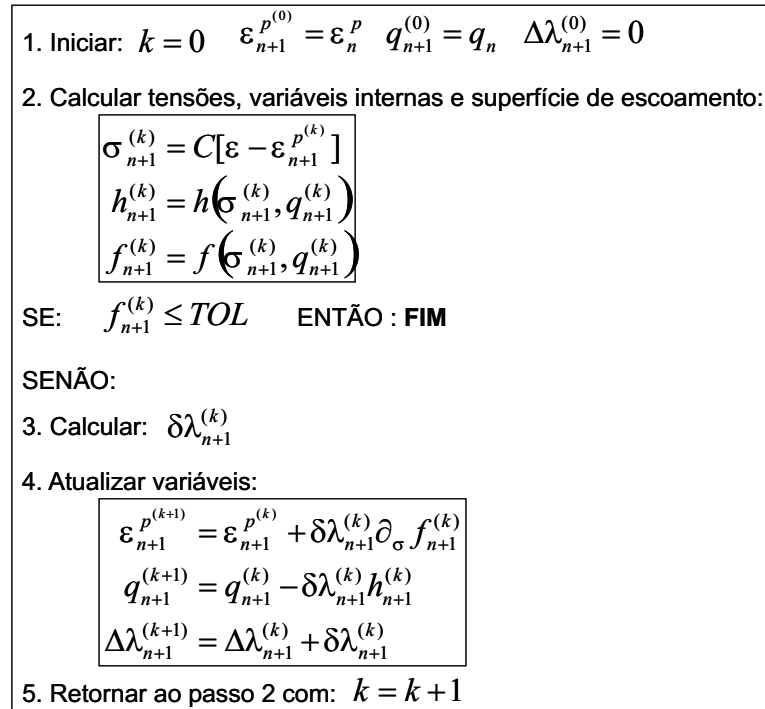 1. Iniciar: k = 0 ε_{n+1}^{p^{(0)}} = ε_n^p q_{n+1}^{(0)} = q_n Δλ_{n+1}^{(0)} = 0
2. Calcular tensões, variáveis internas e superfície de escoamento:
σ_{n+1}^{(k)} = C[ε − ε_{n+1}^{p^{(k)}}]
h_{n+1}^{(k)} = h(σ_{n+1}^{(k)}, q_{n+1}^{(k)})
f_{n+1}^{(k)} = f(σ_{n+1}^{(k)}, q_{n+1}^{(k)})
SE: f_{n+1}^{(k)} ≤ TOL ENTÃO : FIM
SENÃO:
3. Calcular: δλ_{n+1}^{(k)}
4. Atualizar variáveis:
ε_{n+1}^{p^{(k+1)}} = ε_{n+1}^{p^{(k)}} + δλ_{n+1}^{(k)} ∂_σ f_{n+1}^{(k)}
q_{n+1}^{(k+1)} = q_{n+1}^{(k)} − δλ_{n+1}^{(k)} h_{n+1}^{(k)}
Δλ_{n+1}^{(k+1)} = Δλ_{n+1}^{(k)} + δλ_{n+1}^{(k)}
5. Retornar ao passo 2 com: k = k + 1